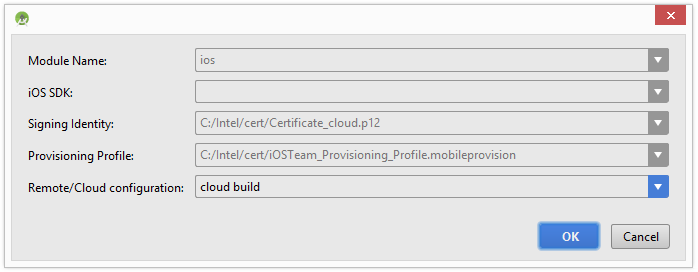 Module Name: ios
iOS SDK:
Signing Identity: C:/Intel/cert/Certificate_cloud.p12
Provisioning Profile: C:/Intel/cert/iOSTeam_Provisioning_Profile.mobileprovision
Remote/Cloud configuration: cloud build
OK Cancel